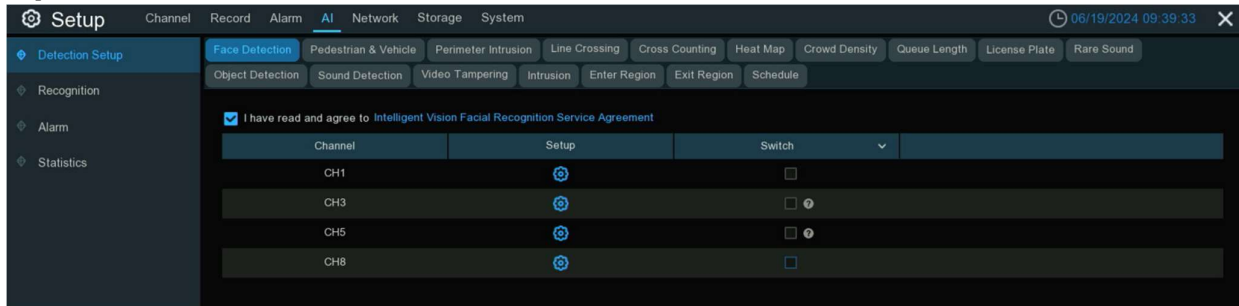 Setup Channel Record Alarm AI Network Storage System 06/19/2024 09:39:33
Detection Setup
Recognition
Alarm
Statistics
Face Detection Pedestrian & Vehicle Perimeter Intrusion Line Crossing Cross Counting Heat Map Crowd Density Queue Length License Plate Rare Sound
Object Detection Sound Detection Video Tampering Intrusion Enter Region Exit Region Schedule
I have read and agree to Intelligent Vision Facial Recognition Service Agreement
Channel Setup Switch
CH1
CH3
CH5
CH8